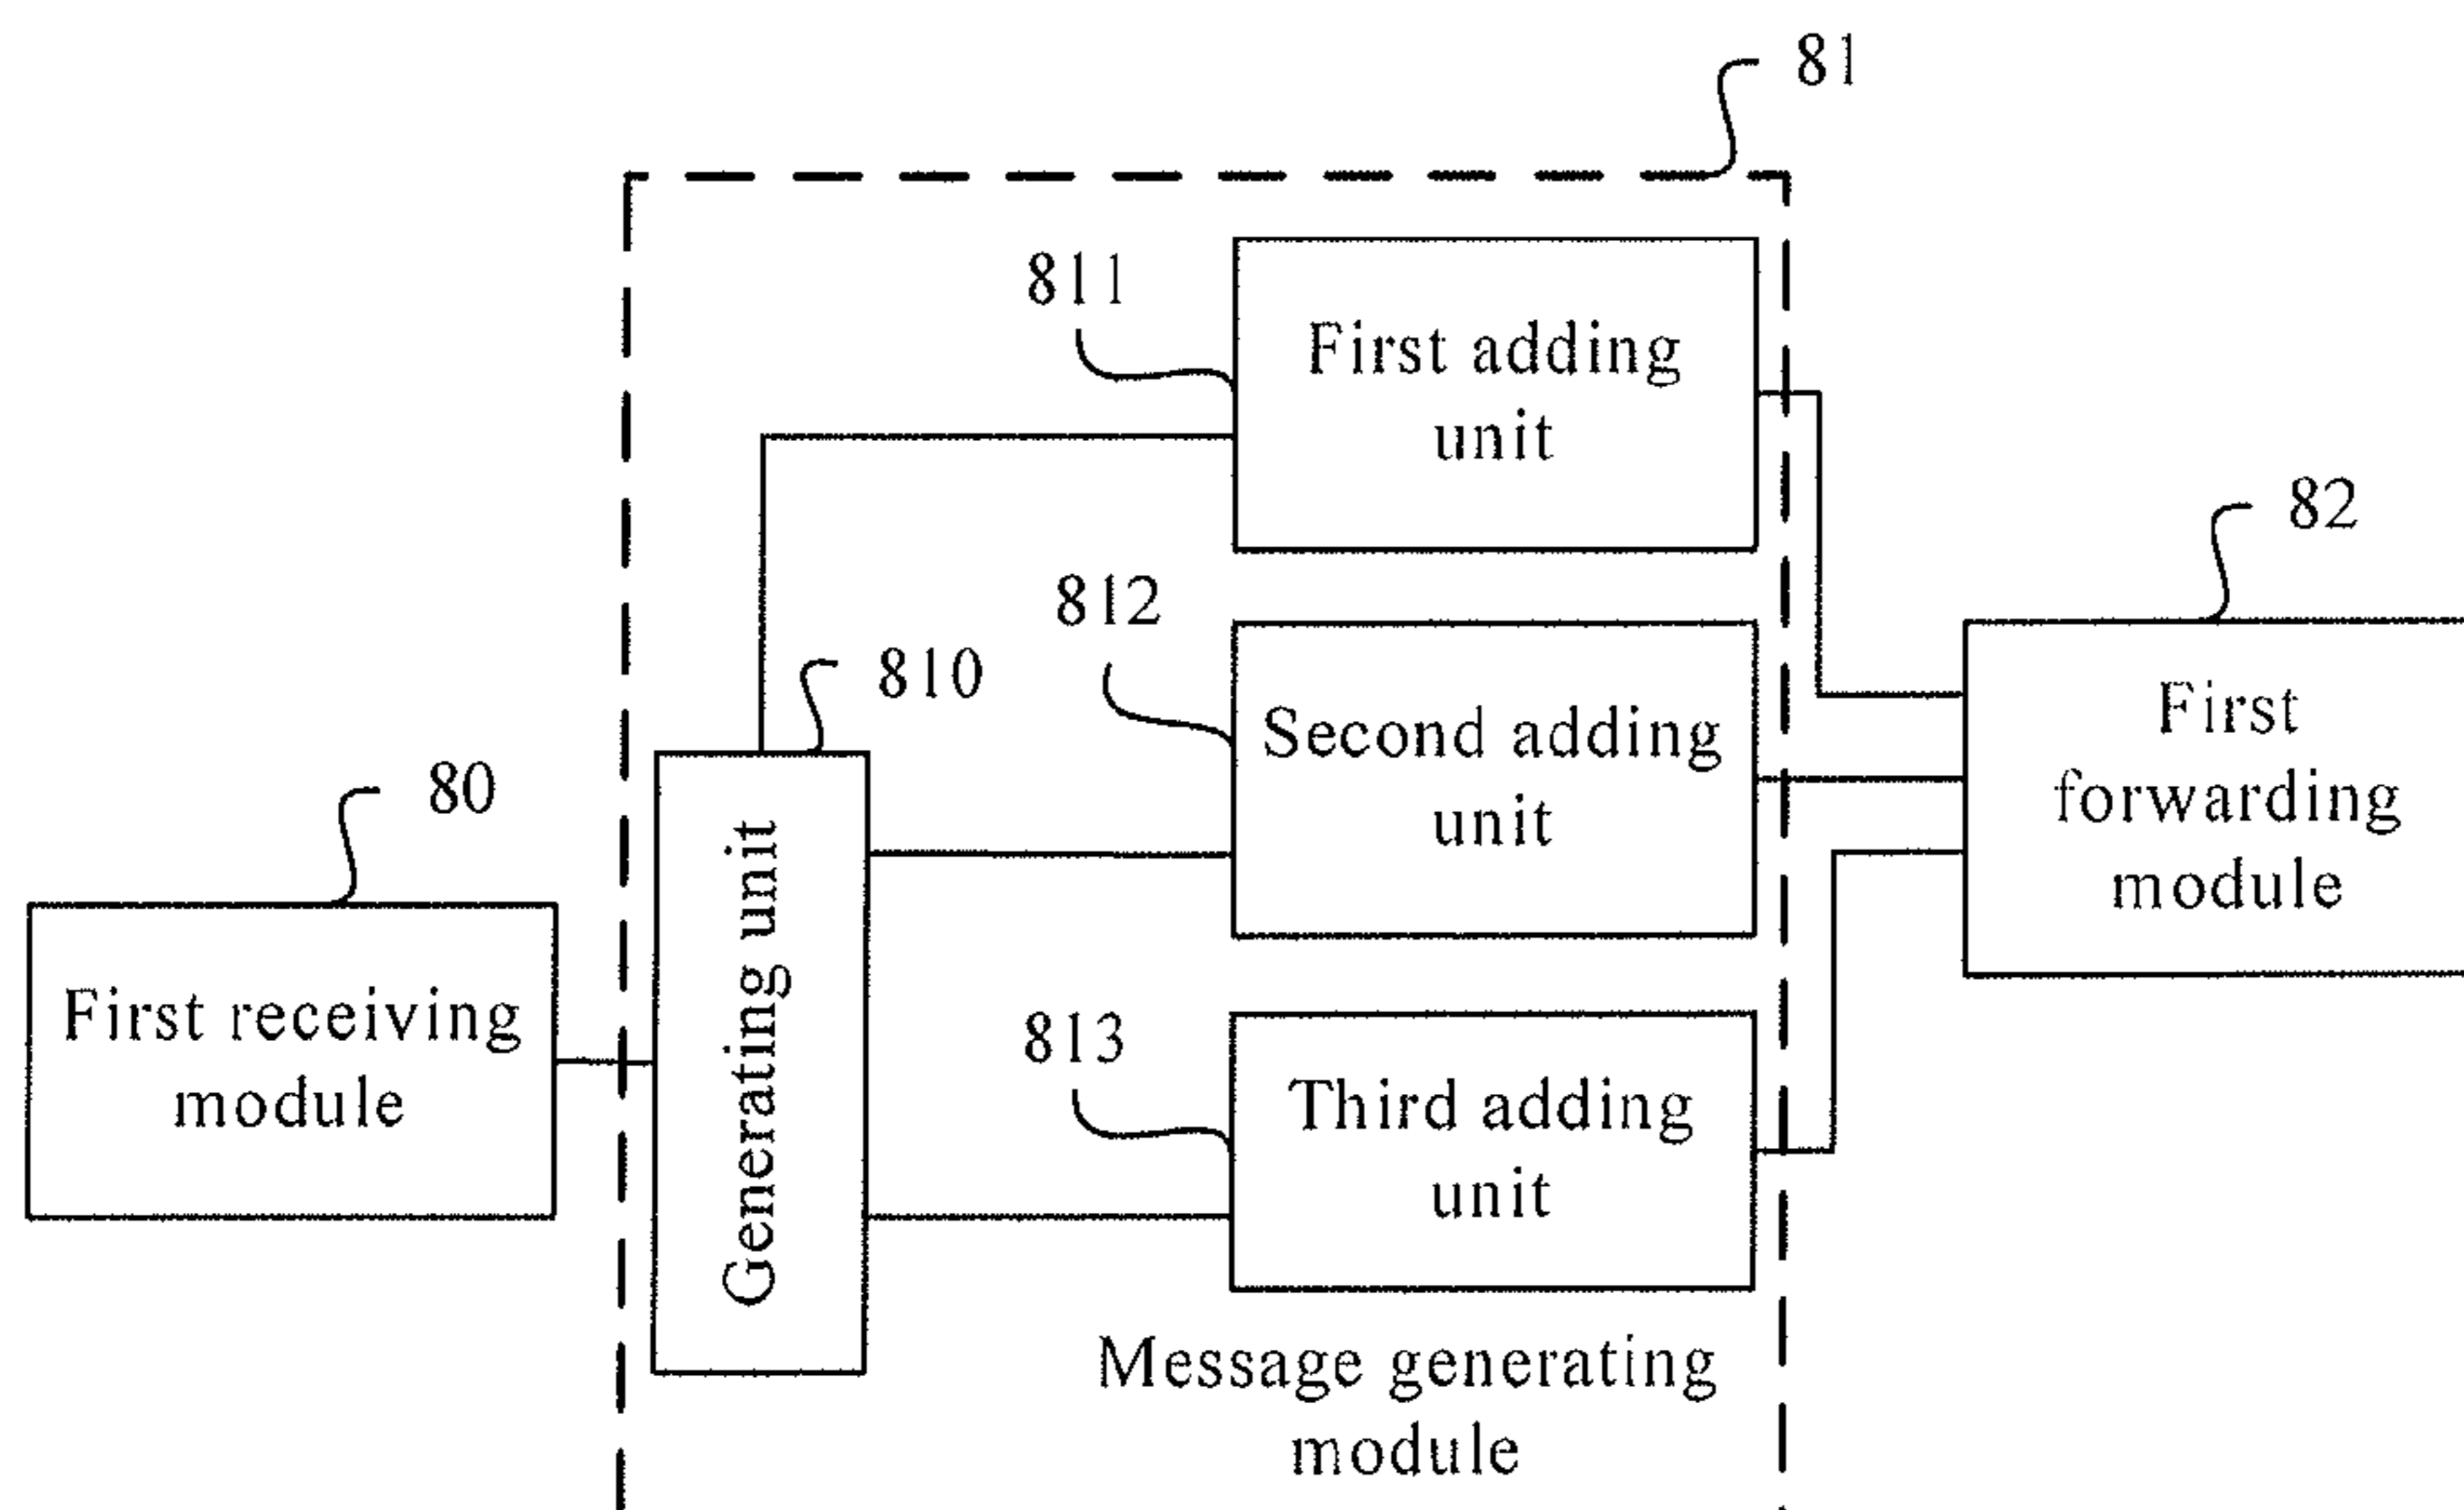 81
811
First adding
unit
82
812
810
Second adding
unit
First
forwarding
module
80
Generating unit
First receiving
module
813
Third adding
unit
Message generating
module